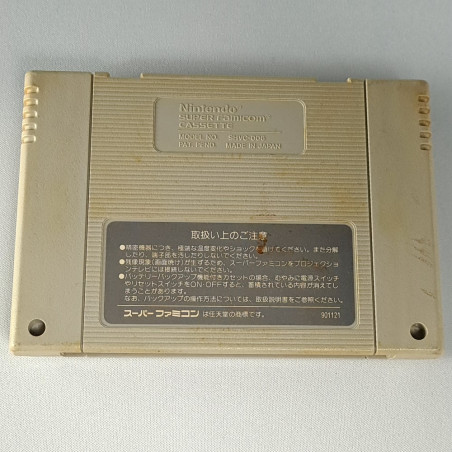 Nintendo®
SUPER FAMICOM™
CASSETTE
MODEL NO. SHVC-006
PAT.P.ND. MADE IN JAPAN
取扱い上のご注意
●精密機器につき、極端な温度変化やショックを避けてください。また分解
したり、端子部を汚したりしないでください。
●残像現象(画面焼け)が生ずるため、スーパーファミコンをプロジェクション
テレビには接続しないでください。
●バッテリーバックアップ機能付きカセットの場合、むやみに電源スイッチ
やリセットスイッチをON-OFFすると、蓄積されている内容が消えてし
まうことがあります。
なお、バックアップの操作方法については、取扱説明書をご参照ください。
スーパーファミコンは任天堂の商標です。
901121